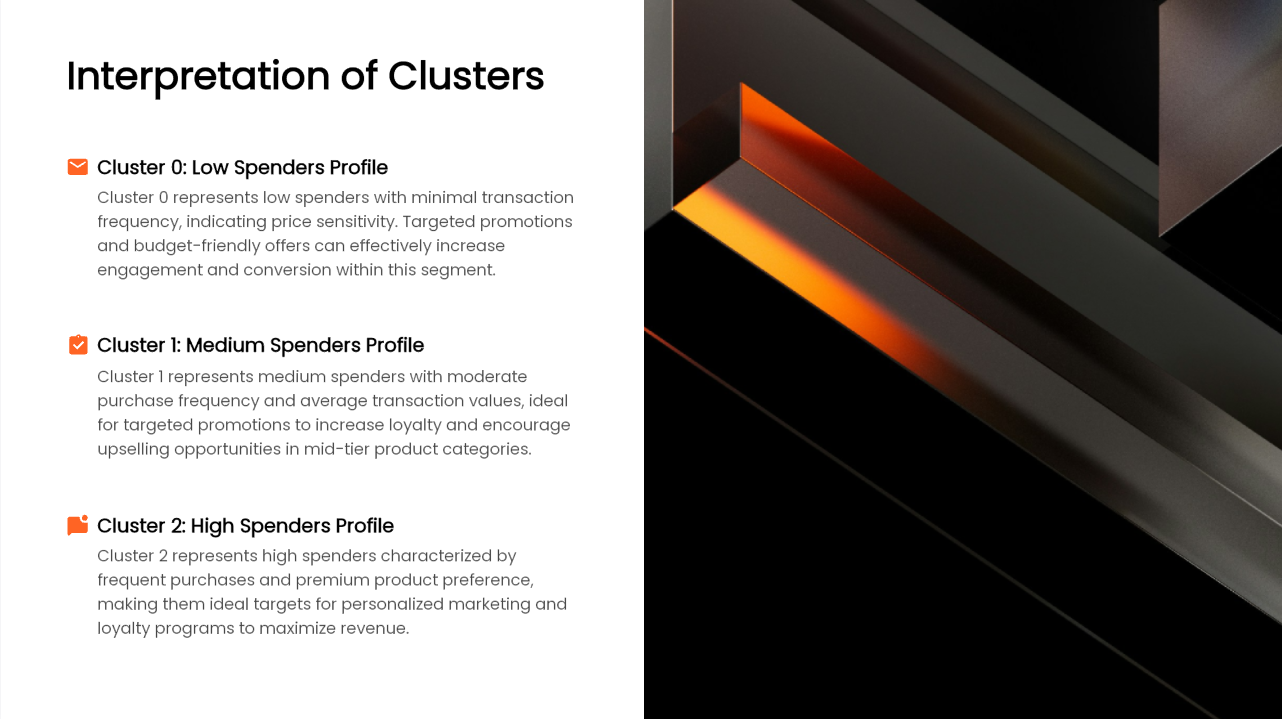 Interpretation of Clusters
Cluster 0: Low Spenders Profile
Cluster 0 represents low spenders with minimal transaction
frequency, indicating price sensitivity. Targeted promotions
and budget-friendly offers can effectively increase
engagement and conversion within this segment.
Cluster 1: Medium Spenders Profile
Cluster 1 represents medium spenders with moderate
purchase frequency and average transaction values, ideal
for targeted promotions to increase loyalty and encourage
upselling opportunities in mid-tier product categories.
Cluster 2: High Spenders Profile
Cluster 2 represents high spenders characterized by
frequent purchases and premium product preference,
making them ideal targets for personalized marketing and
loyalty programs to maximize revenue.